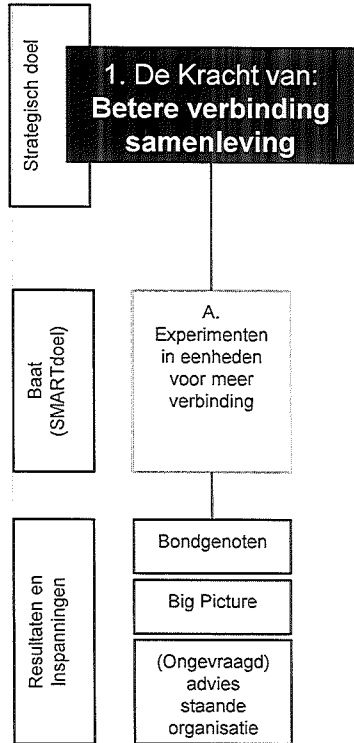 Strategisch doel
1. De Kracht van:
Betere verbinding
samenleving
Baat
(SMARTdoel)
A.
Experimenten
in eenheden
voor meer
verbinding
Resultaten en
Inspanningen
Bondgenoten
Big Picture
(Ongevraagd)
advies
staande
organisatie